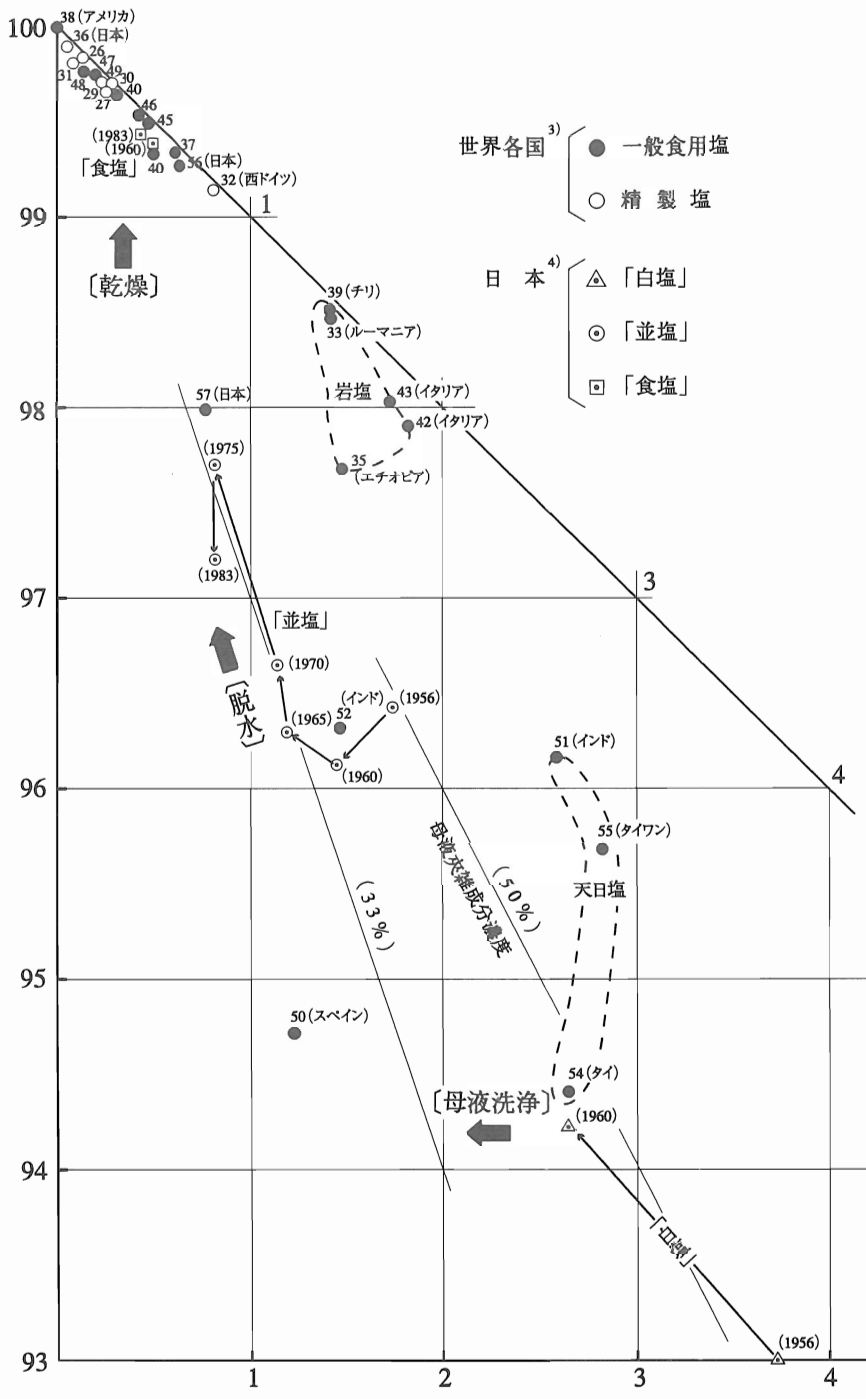 100
99
98
97
96
95
94
93
1
2
3
4
1
3
4
38(アメリカ)
36(日本)
26
31
48
47
49
30
29
27
40
46
45
(1983)
(1960)
「食塩」
40
37
56(日本)
32(西ドイツ)
〔乾燥〕
世界各国3)
一般食用塩
精製塩
日本4)
「白塩」
「並塩」
「食塩」
39(チリ)
33(ルーマニア)
岩塩
43(イタリア)
42(イタリア)
35
(エチオピア)
57(日本)
(1975)
(1983)
「並塩」
(1970)
〔脱水〕
(1965)
(インド)
52
(1956)
(1960)
51(インド)
55(タイワン)
天日塩
母液夾雑成分濃度
(50%)
(33%)
50(スペイン)
54(タイ)
〔母液洗浄〕
(1960)
「白塩」
(1956)